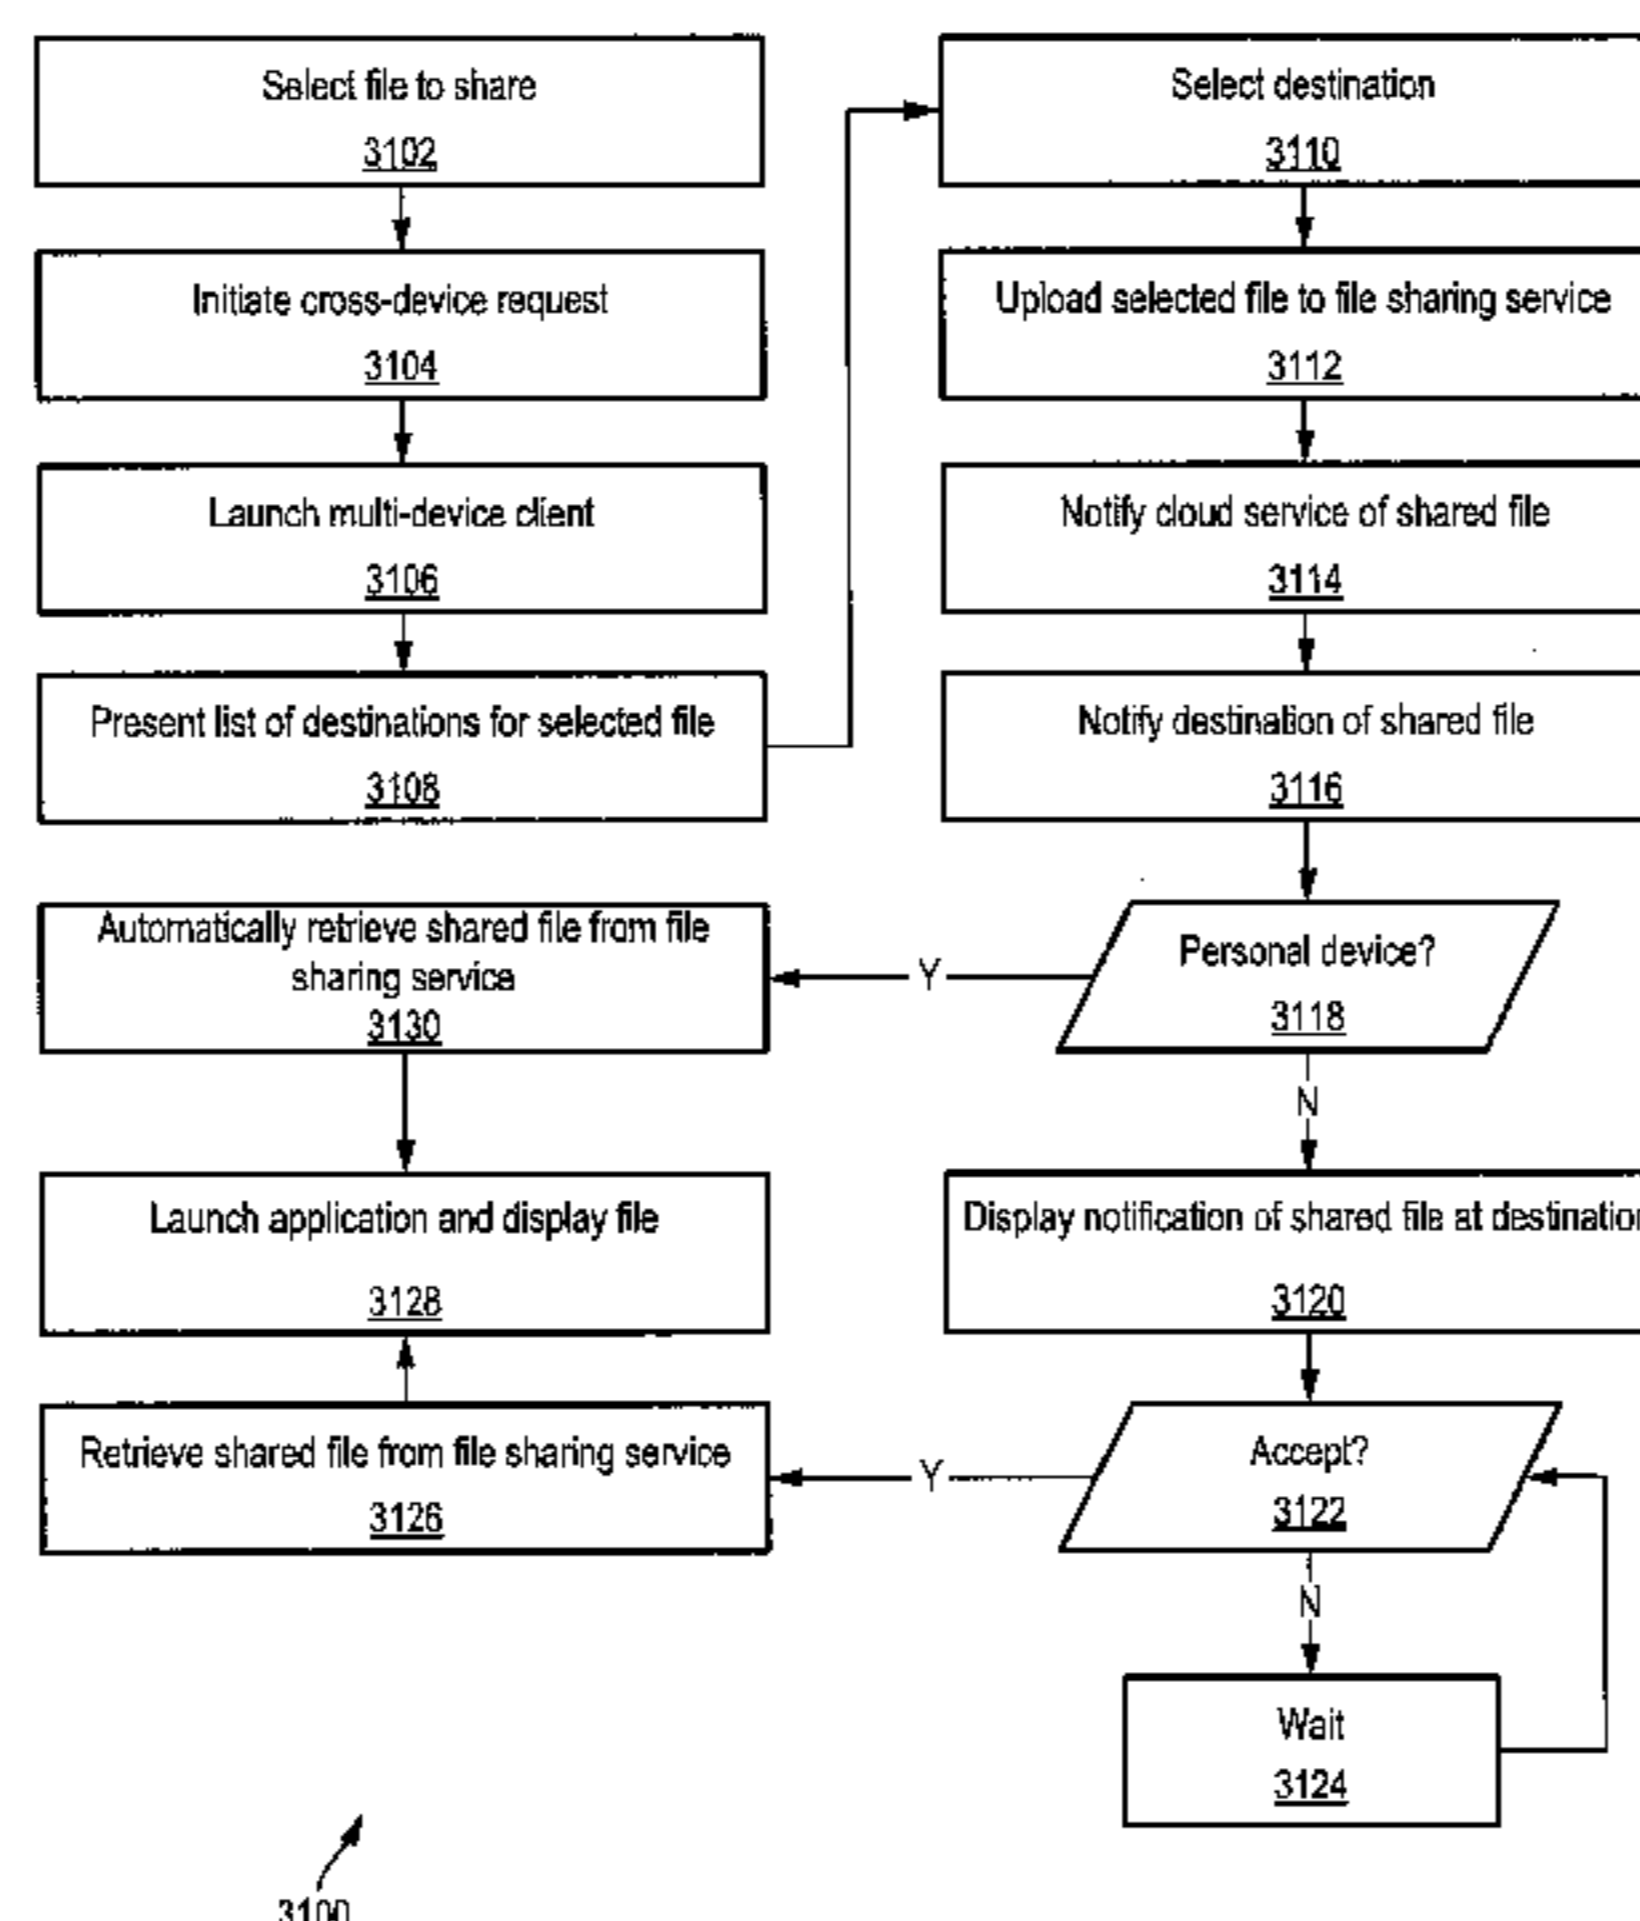 Select file to share
3102
Initiate cross-device request
3104
Launch multi-device client
3106
Present list of destinations for selected file
3108
Select destination
3110
Upload selected file to file sharing service
3112
Notify cloud service of shared file
3114
Notify destination of shared file
3116
Personal device?
3118
Y
N
Automatically retrieve shared file from file
sharing service
3130
Launch application and display file
3128
Display notification of shared file at destination
3120
Accept?
3122
Y
N
Retrieve shared file from file sharing service
3126
Wait
3124
3100